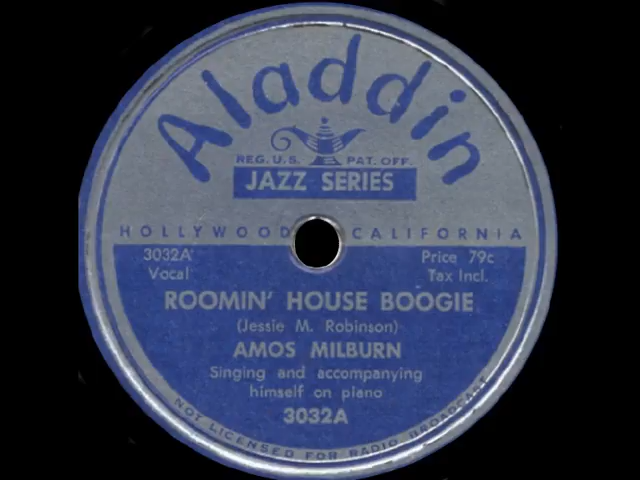 Aladdin
REG. U.S. PAT. OFF.
JAZZ SERIES
HOLLYWOOD CALIFORNIA
3032A Price 79c
Vocal Tax Incl.
ROOMIN' HOUSE BOOGIE
(Jessie M. Robinson)
AMOS MILBURN
Singing and accompanying
himself on piano
3032A
NOT LICENSED FOR RADIO BROADCAST